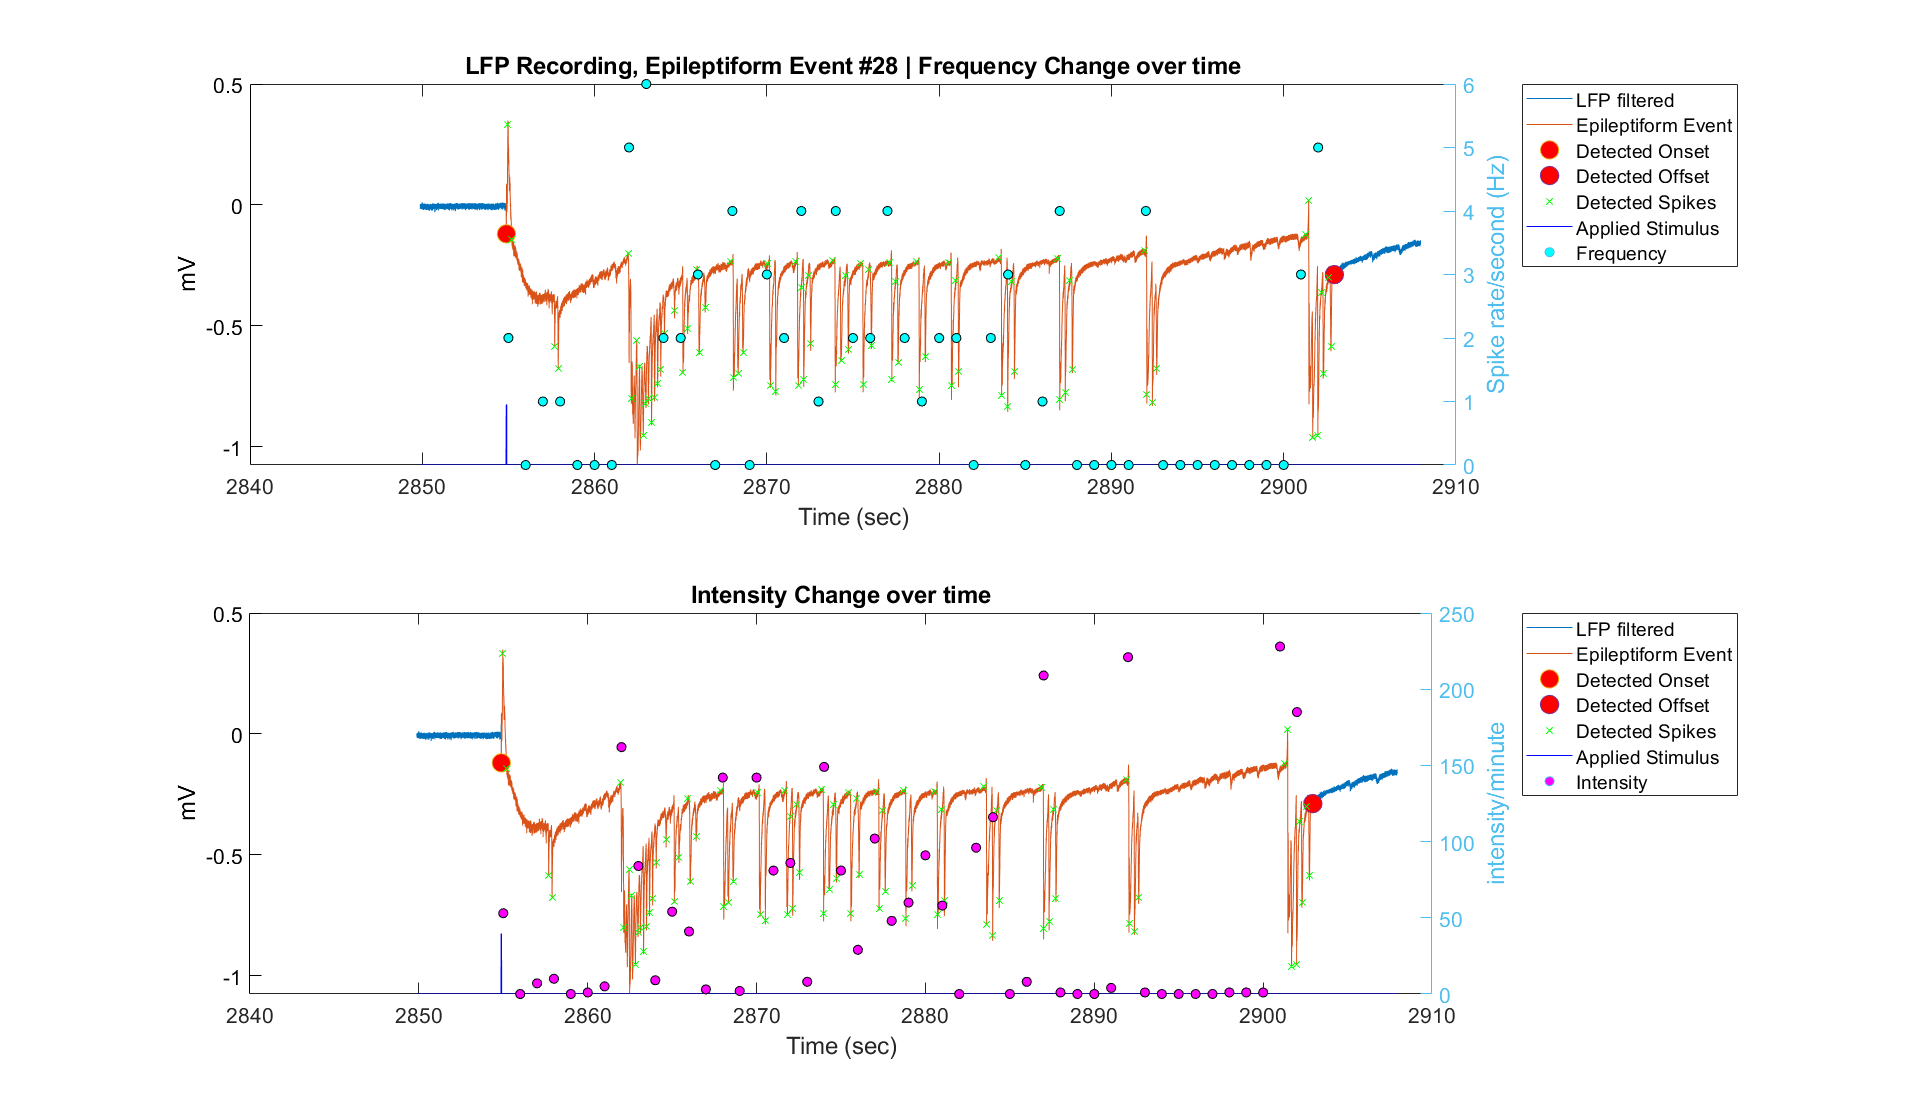 LFP Recording, Epileptiform Event #28 | Frequency Change over time
0.5
0
-0.5
-1
mV
2840 2850 2860 2870 2880 2890 2900 2910
Time (sec)
6
5
4
3
2
1
0
Spike rate/second (Hz)
LFP filtered
Epileptiform Event
Detected Onset
Detected Offset
Detected Spikes
Applied Stimulus
Frequency
Intensity Change over time
0.5
0
-0.5
-1
mV
2840 2850 2860 2870 2880 2890 2900 2910
Time (sec)
250
200
150
100
50
0
intensity/minute
LFP filtered
Epileptiform Event
Detected Onset
Detected Offset
Detected Spikes
Applied Stimulus
Intensity